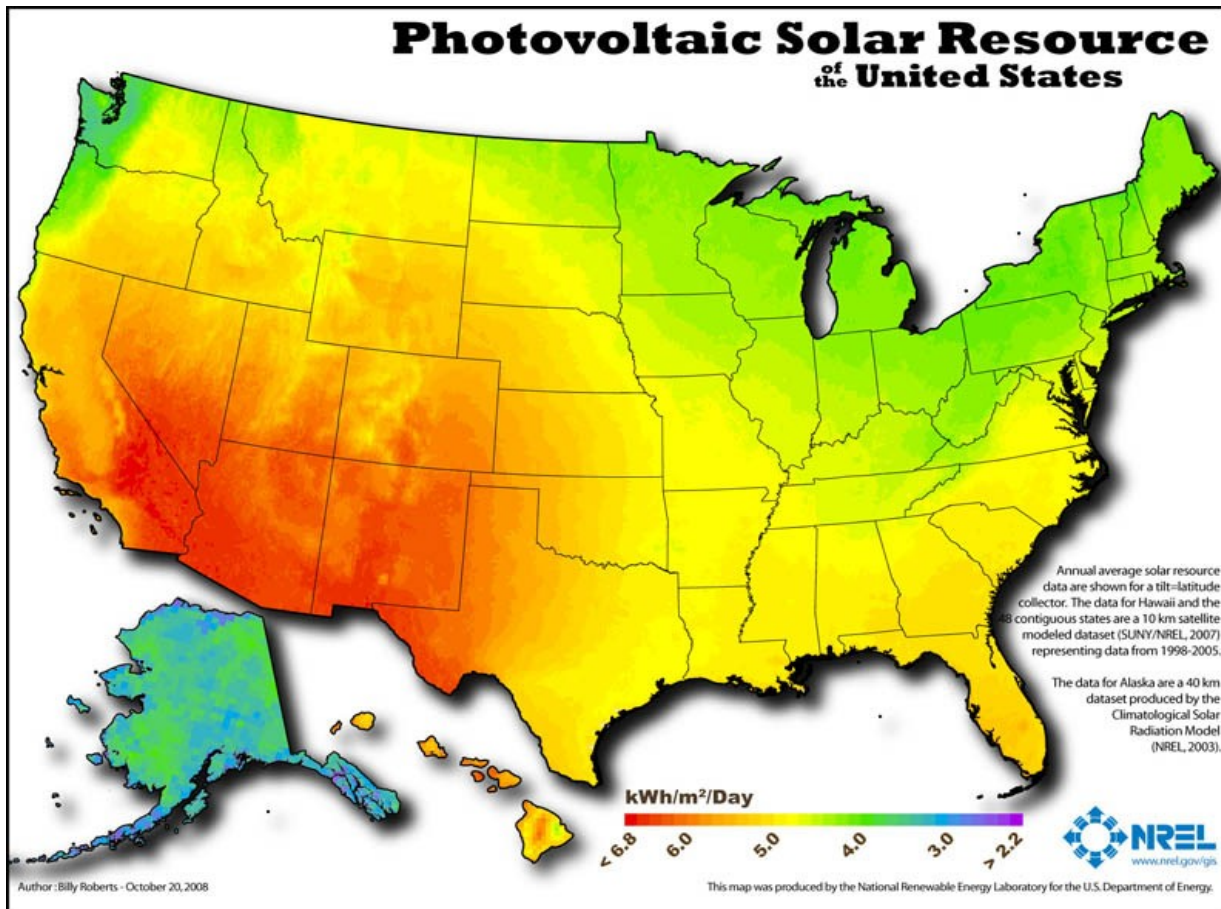 Photovoltaic Solar Resource
of the United States
Annual average solar resource
data are shown for a tilt=latitude
collector. The data for Hawaii and the
48 contiguous states are a 10 km satellite
modeled dataset (SUNY/NREL, 2007)
representing data from 1998-2005.
The data for Alaska are a 40 km
dataset produced by the
Climatological Solar
Radiation Model
(NREL, 2003).
kWh/m²/Day
< 6.8 6.0 5.0 4.0 3.0 > 2.2
NREL
www.nrel.gov/gis
Author : Billy Roberts - October 20, 2008
This map was produced by the National Renewable Energy Laboratory for the U.S. Department of Energy.